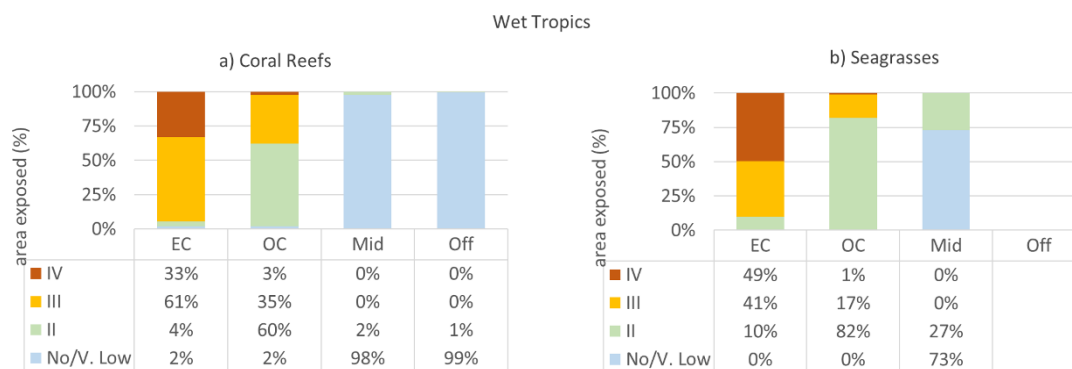 Wet Tropics
a) Coral Reefs
area exposed (%)
100%
75%
50%
25%
0%
EC OC Mid Off
IV 33% 3% 0% 0%
III 61% 35% 0% 0%
II 4% 60% 2% 1%
No/V. Low 2% 2% 98% 99%
b) Seagrasses
area exposed (%)
100%
75%
50%
25%
0%
EC OC Mid Off
IV 49% 1% 0%
III 41% 17% 0%
II 10% 82% 27%
No/V. Low 0% 0% 73%